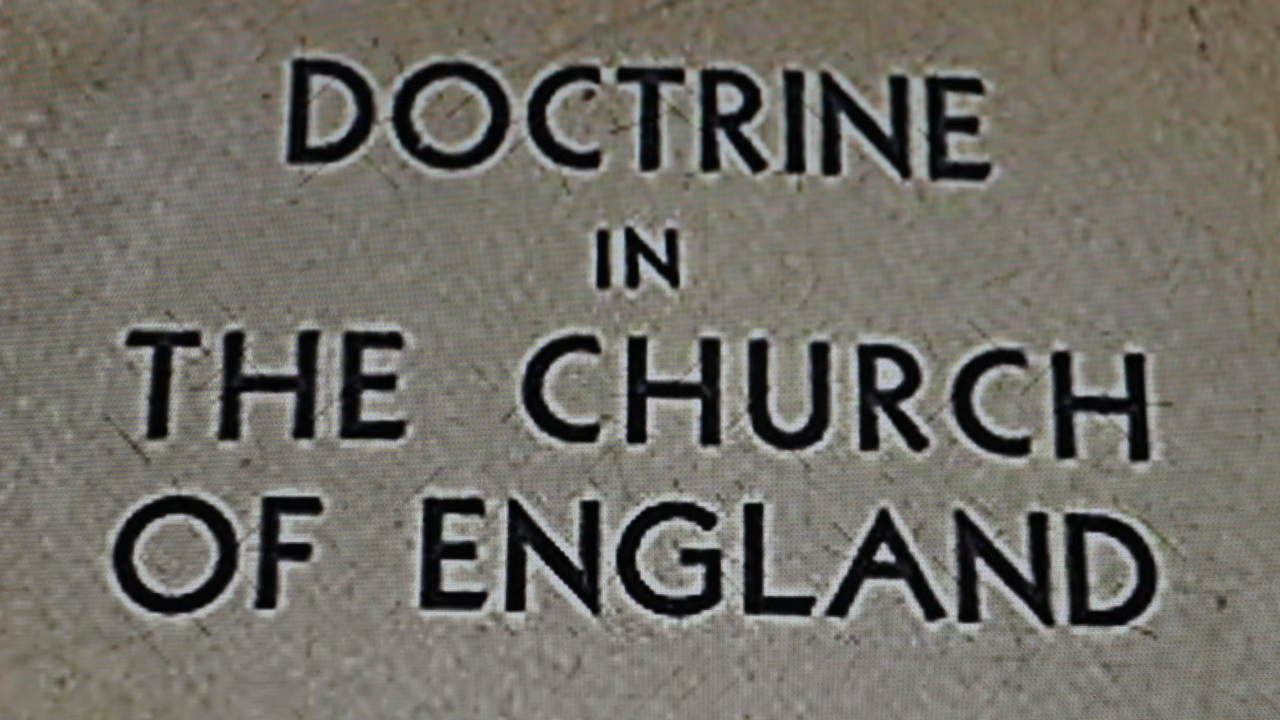 DOCTRINE
IN
THE CHURCH
OF ENGLAND